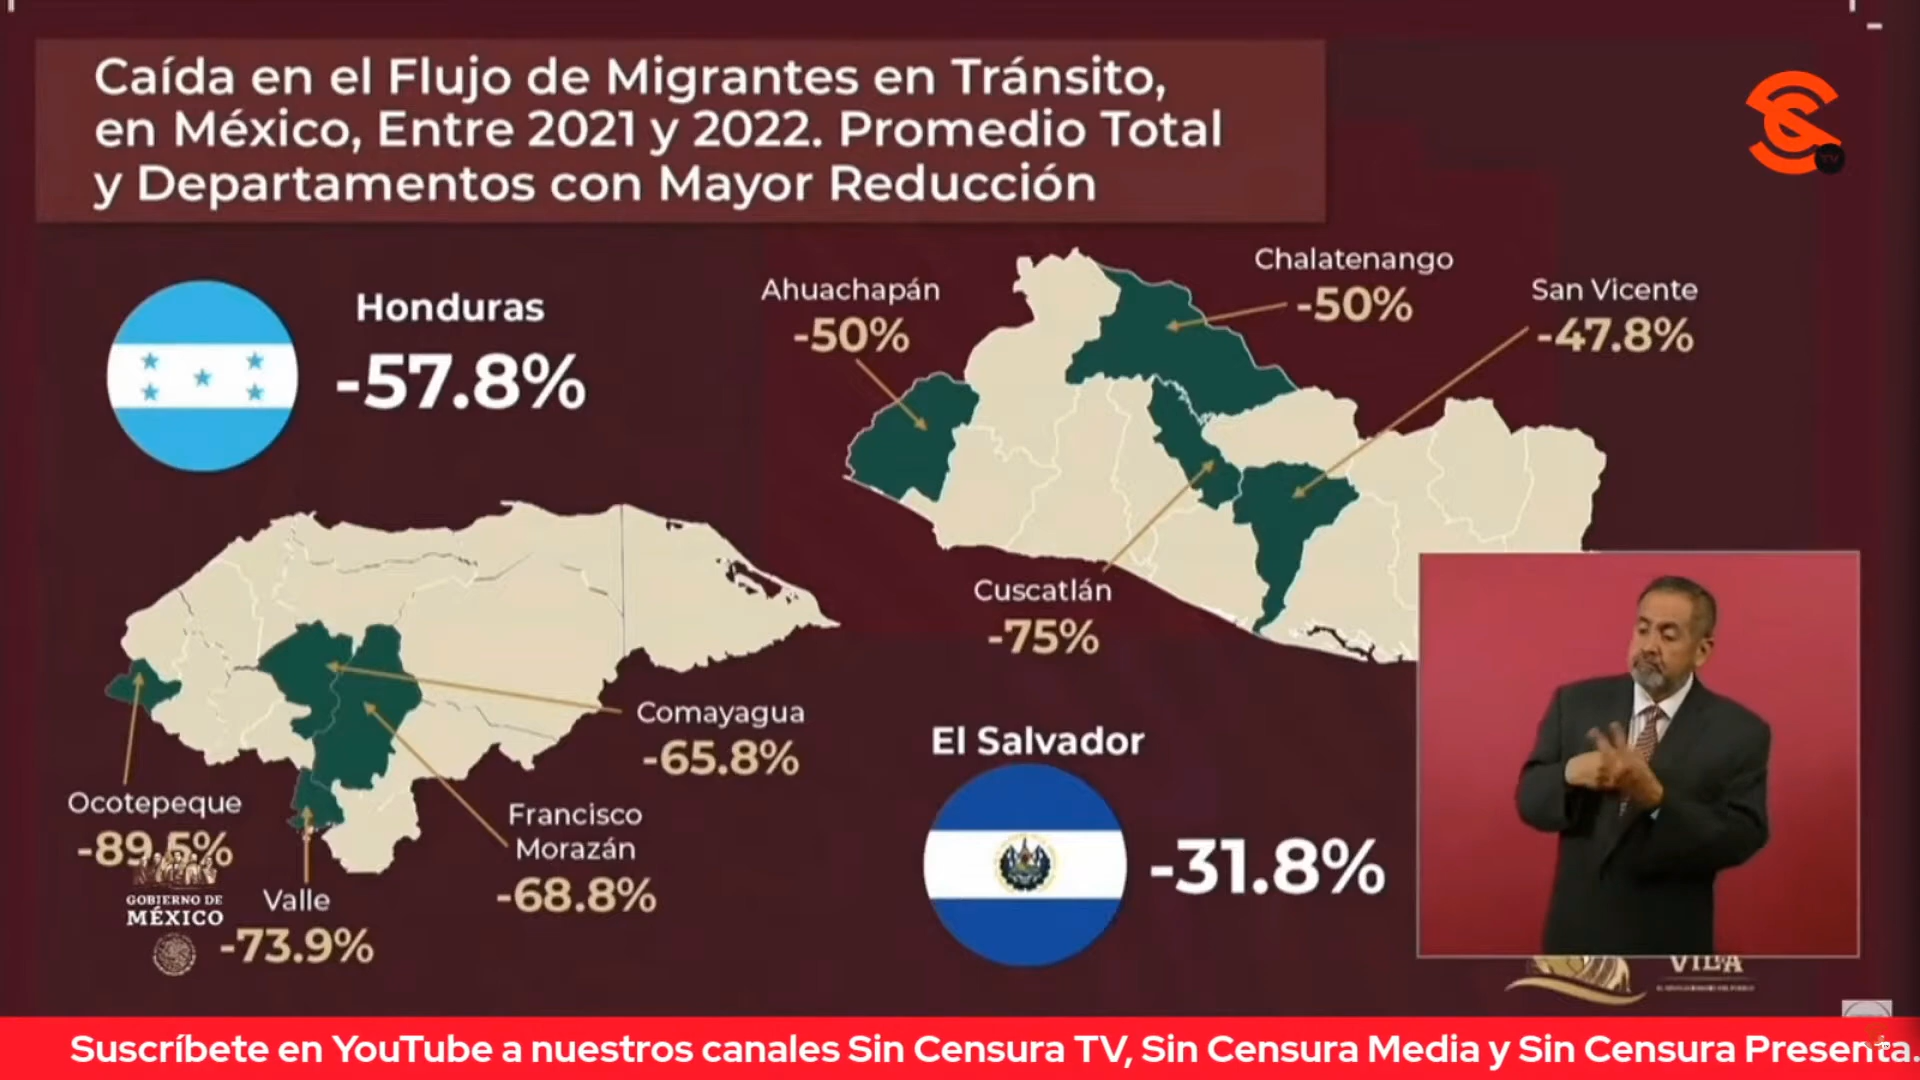 Caída en el Flujo de Migrantes en Tránsito,
en México, Entre 2021 y 2022. Promedio Total
y Departamentos con Mayor Reducción
TV
Honduras
-57.8%
Ahuachapán
-50%
Chalatenango
-50%
San Vicente
-47.8%
Cuscatlán
-75%
Comayagua
-65.8%
Ocotepeque
-89.5%
Francisco
Morazán
-68.8%
Valle
-73.9%
El Salvador
-31.8%
GOBIERNO DE
MÉXICO
VILLA
Suscríbete en YouTube a nuestros canales Sin Censura TV, Sin Censura Media y Sin Censura Presenta.